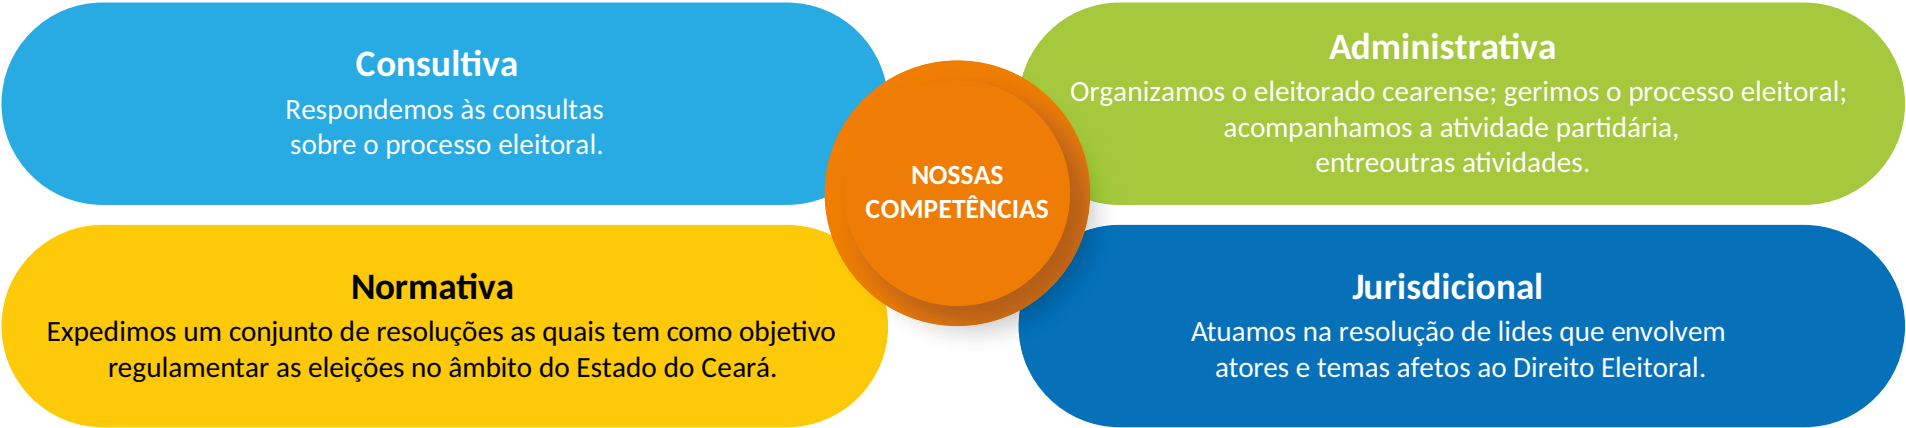 Consultiva
Respondemos às consultas
sobre o processo eleitoral.
Administrativa
Organizamos o eleitorado cearense; gerimos o processo eleitoral;
acompanhamos a atividade partidária,
entreoutras atividades.
NOSSAS
COMPETÊNCIAS
Normativa
Expedimos um conjunto de resoluções as quais tem como objetivo
regulamentar as eleições no âmbito do Estado do Ceará.
Jurisdicional
Atuamos na resolução de lides que envolvem
atores e temas afetos ao Direito Eleitoral.